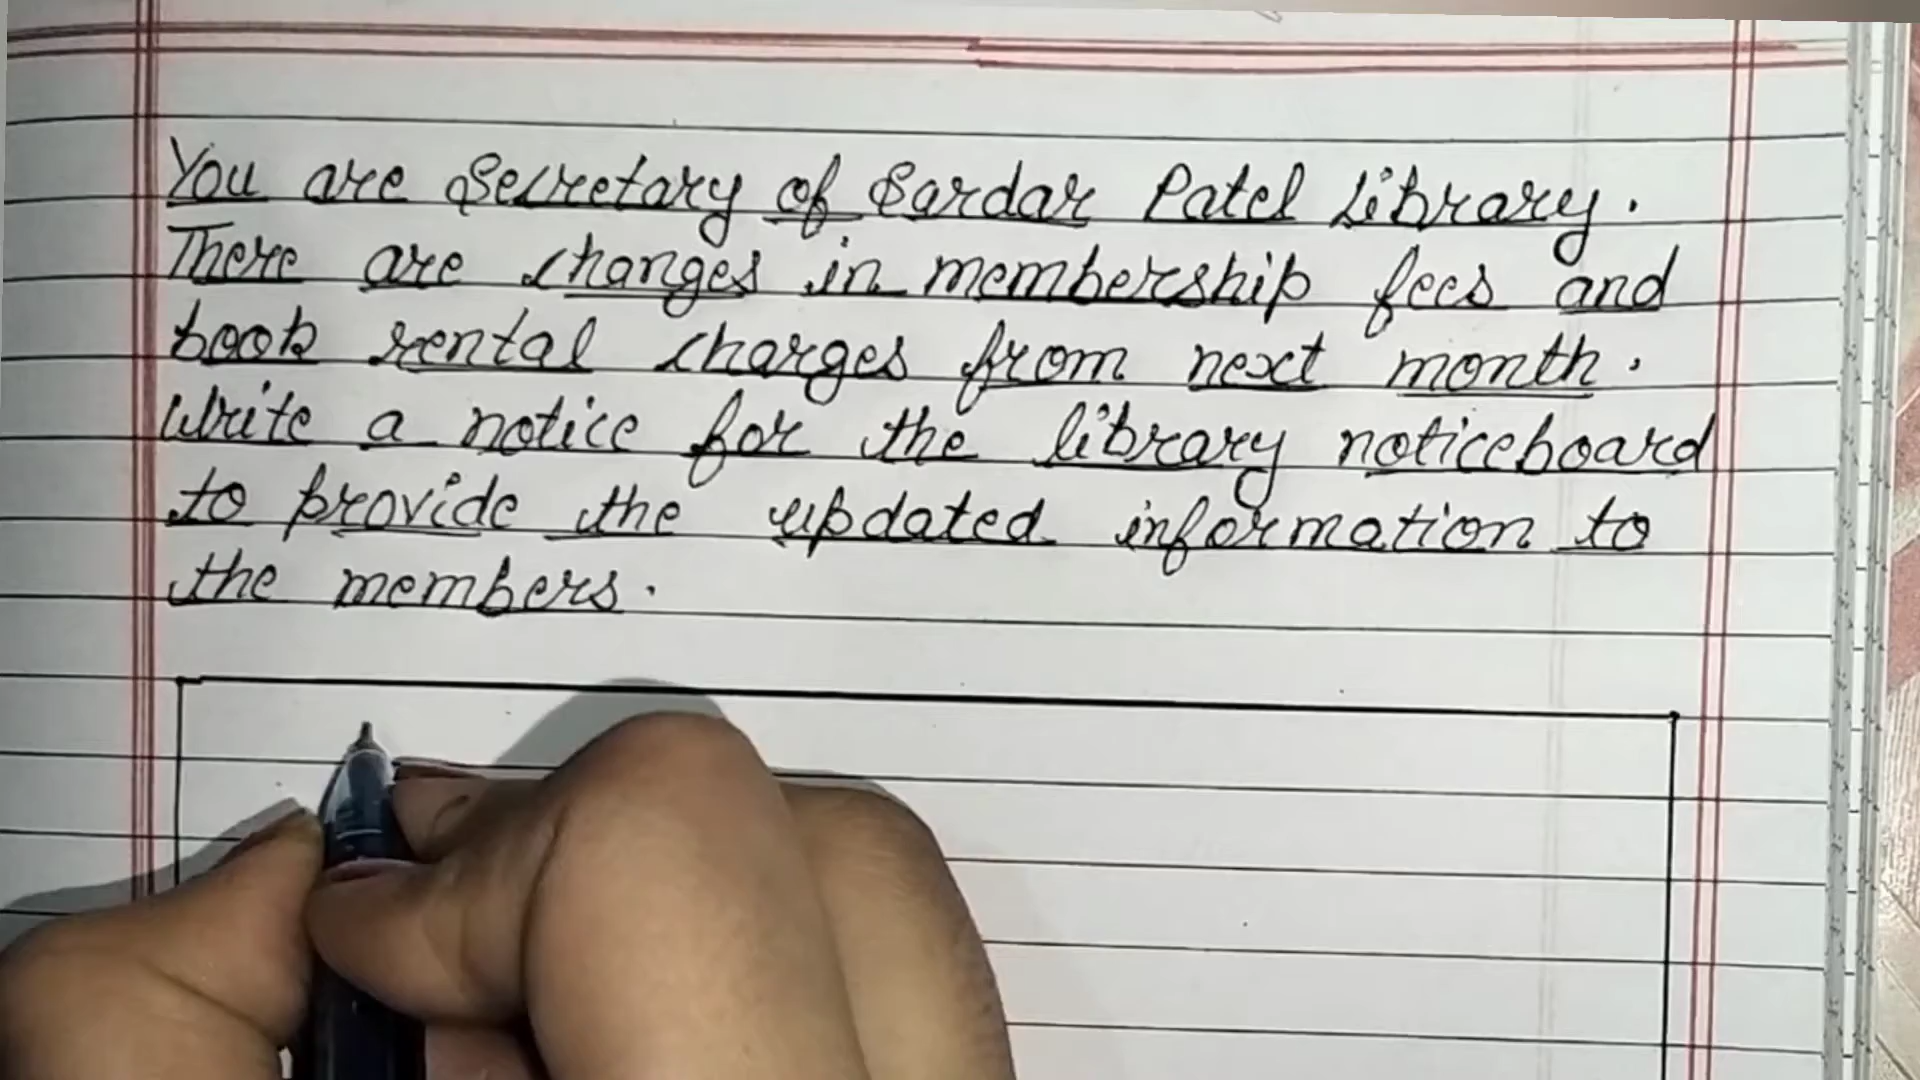 You are Secretary of Sardar Patel Library.
There are changes in membership fees and
book rental charges from next month.
Write a notice for the library noticeboard
to provide the updated information to
the members.